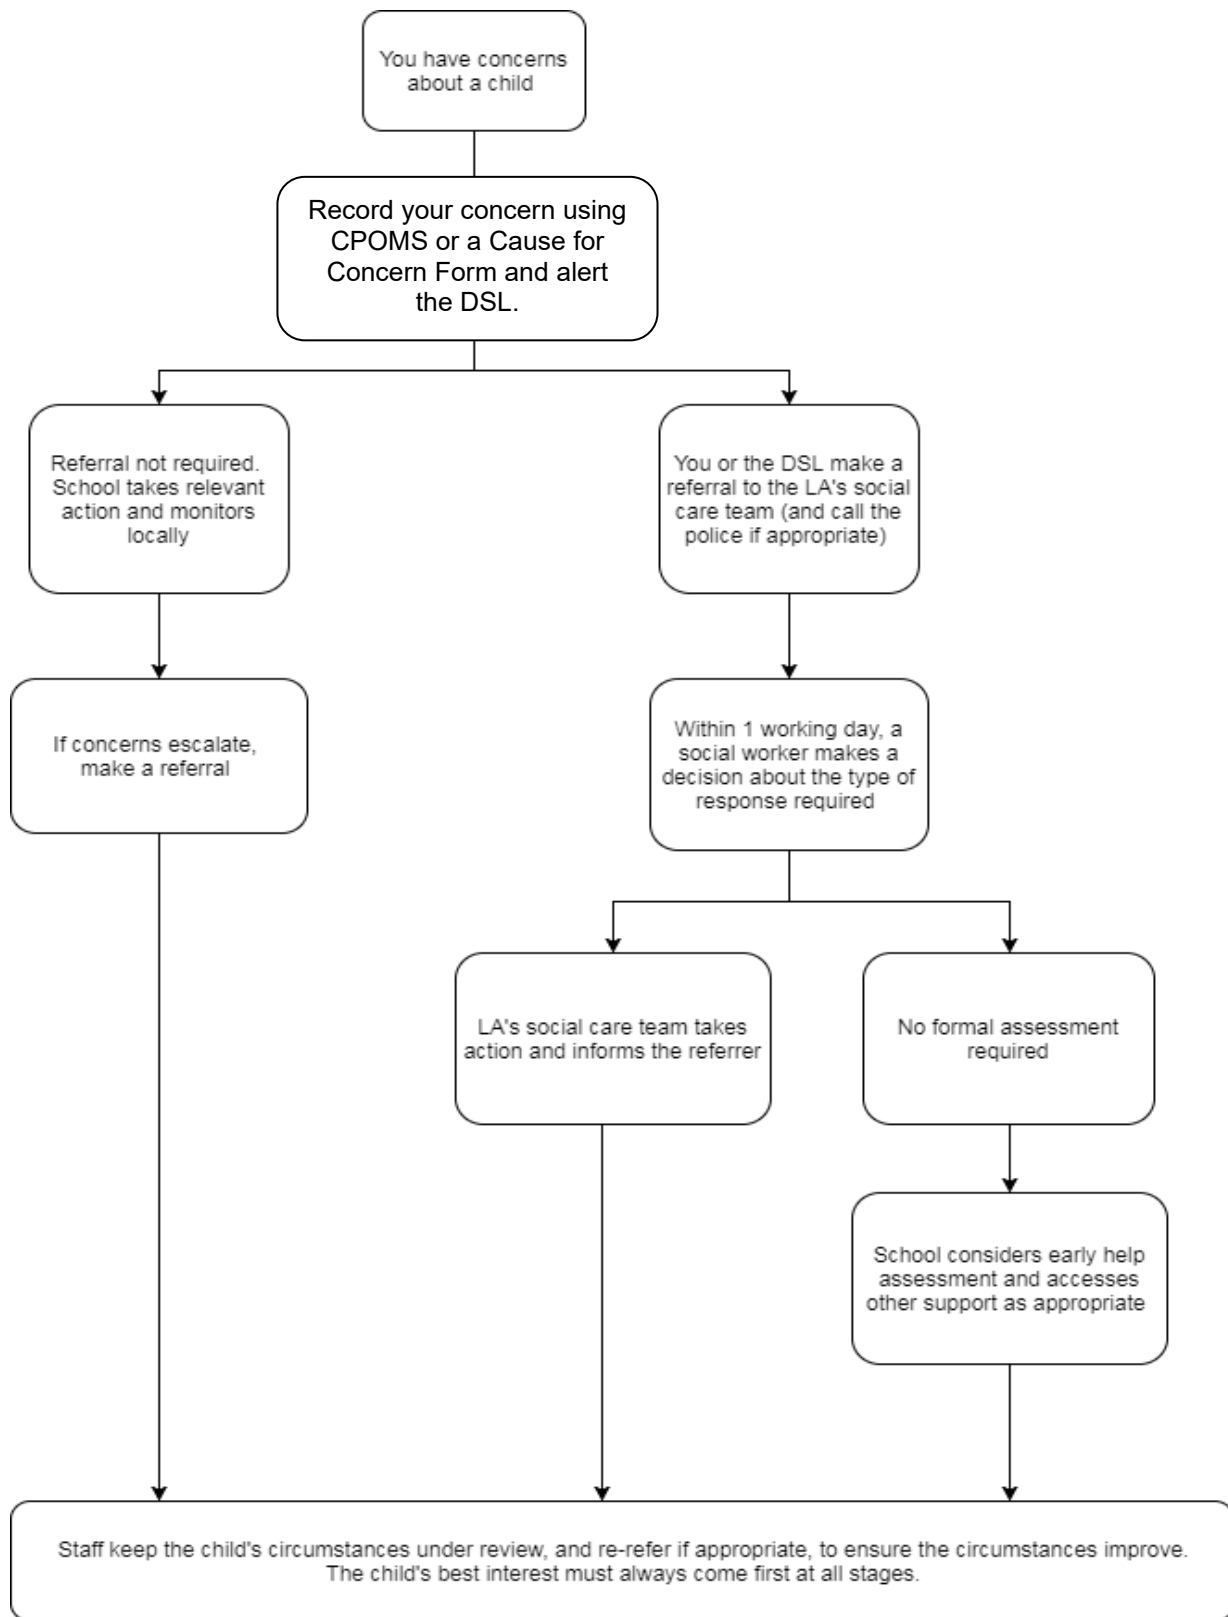 You have concerns
about a child
Record your concern using
CPOMS or a Cause for
Concern Form and alert
the DSL.
Referral not required.
School takes relevant
action and monitors
locally
You or the DSL make a
referral to the LA's social
care team (and call the
police if appropriate)
If concerns escalate,
make a referral
Within 1 working day, a
social worker makes a
decision about the type of
response required
LA's social care team takes
action and informs the referrer
No formal assessment
required
School considers early help
assessment and accesses
other support as appropriate
Staff keep the child's circumstances under review, and re-refer if appropriate, to ensure the circumstances improve.
The child's best interest must always come first at all stages.